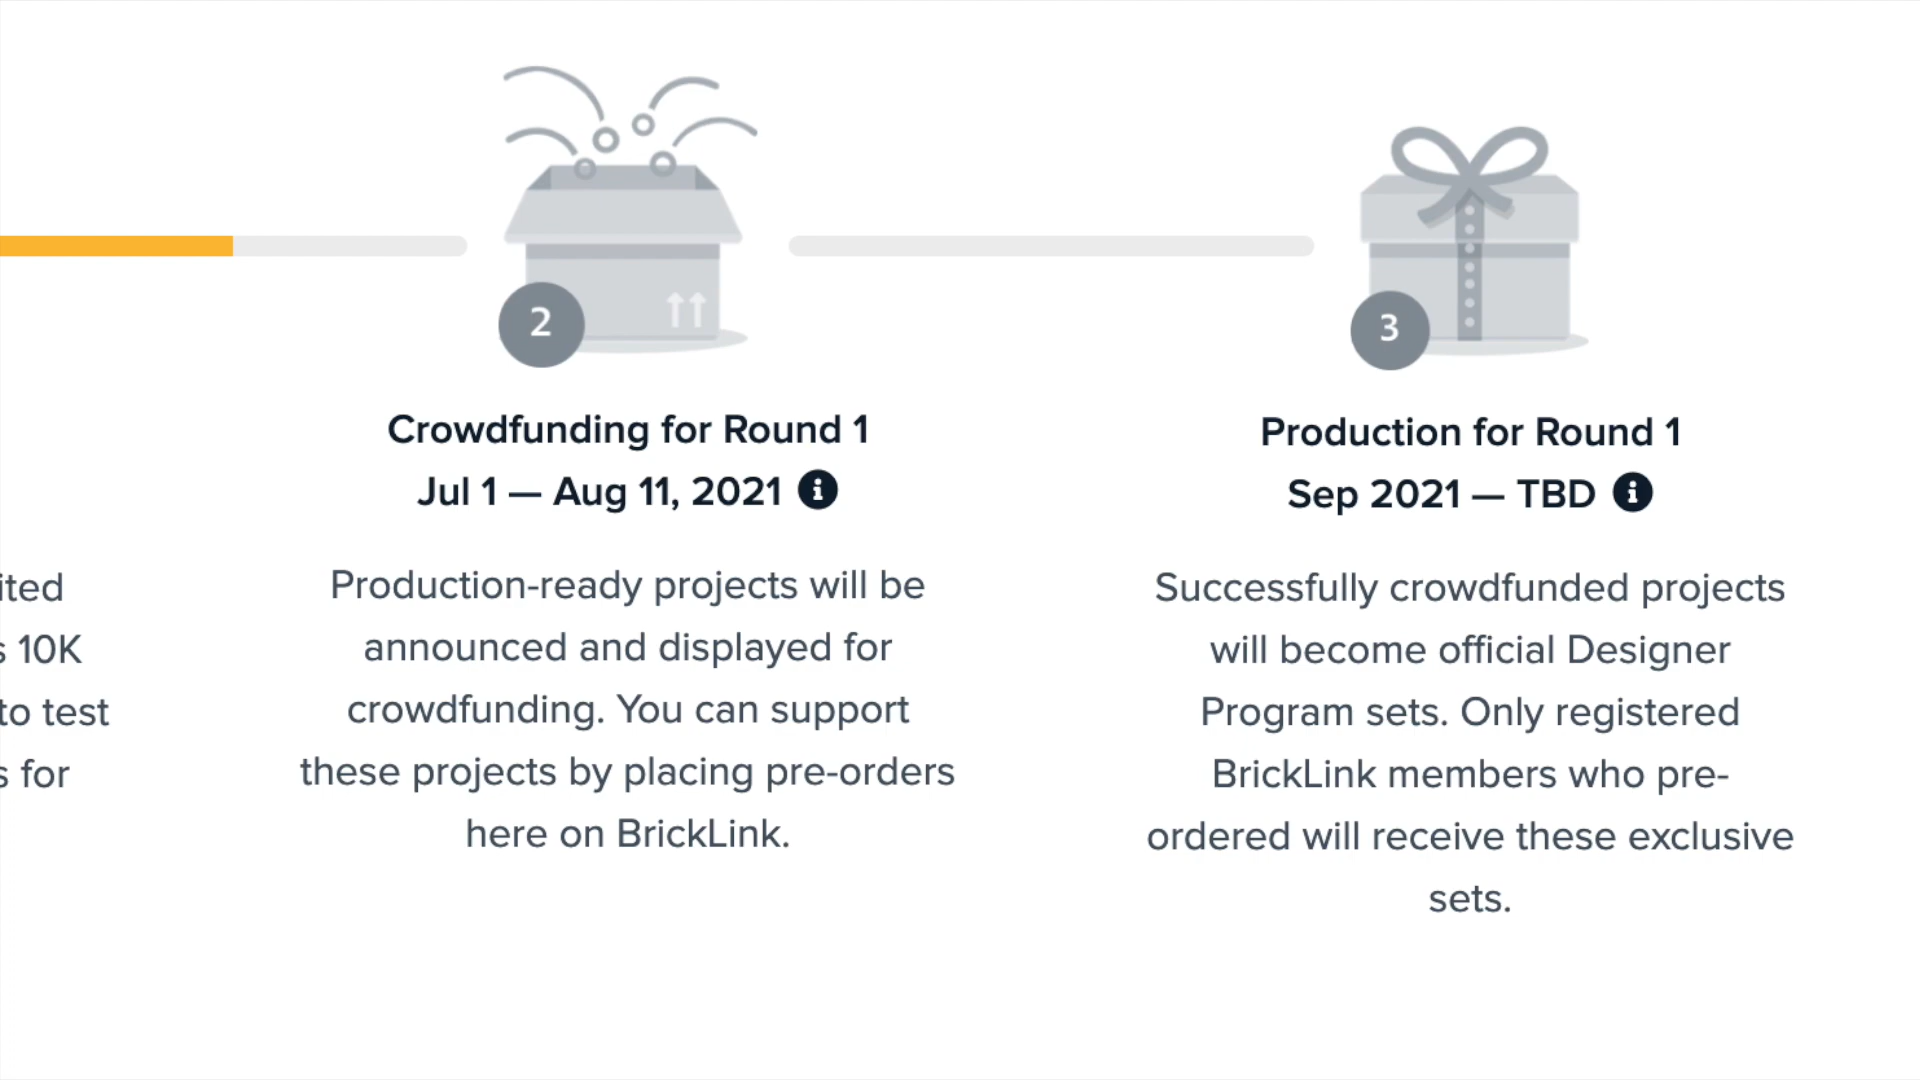 2
Crowdfunding for Round 1
Jul 1 — Aug 11, 2021
Production-ready projects will be
announced and displayed for
crowdfunding. You can support
these projects by placing pre-orders
here on BrickLink.
3
Production for Round 1
Sep 2021 — TBD
Successfully crowdfunded projects
will become official Designer
Program sets. Only registered
BrickLink members who pre-
ordered will receive these exclusive
sets.
10K
to test
for